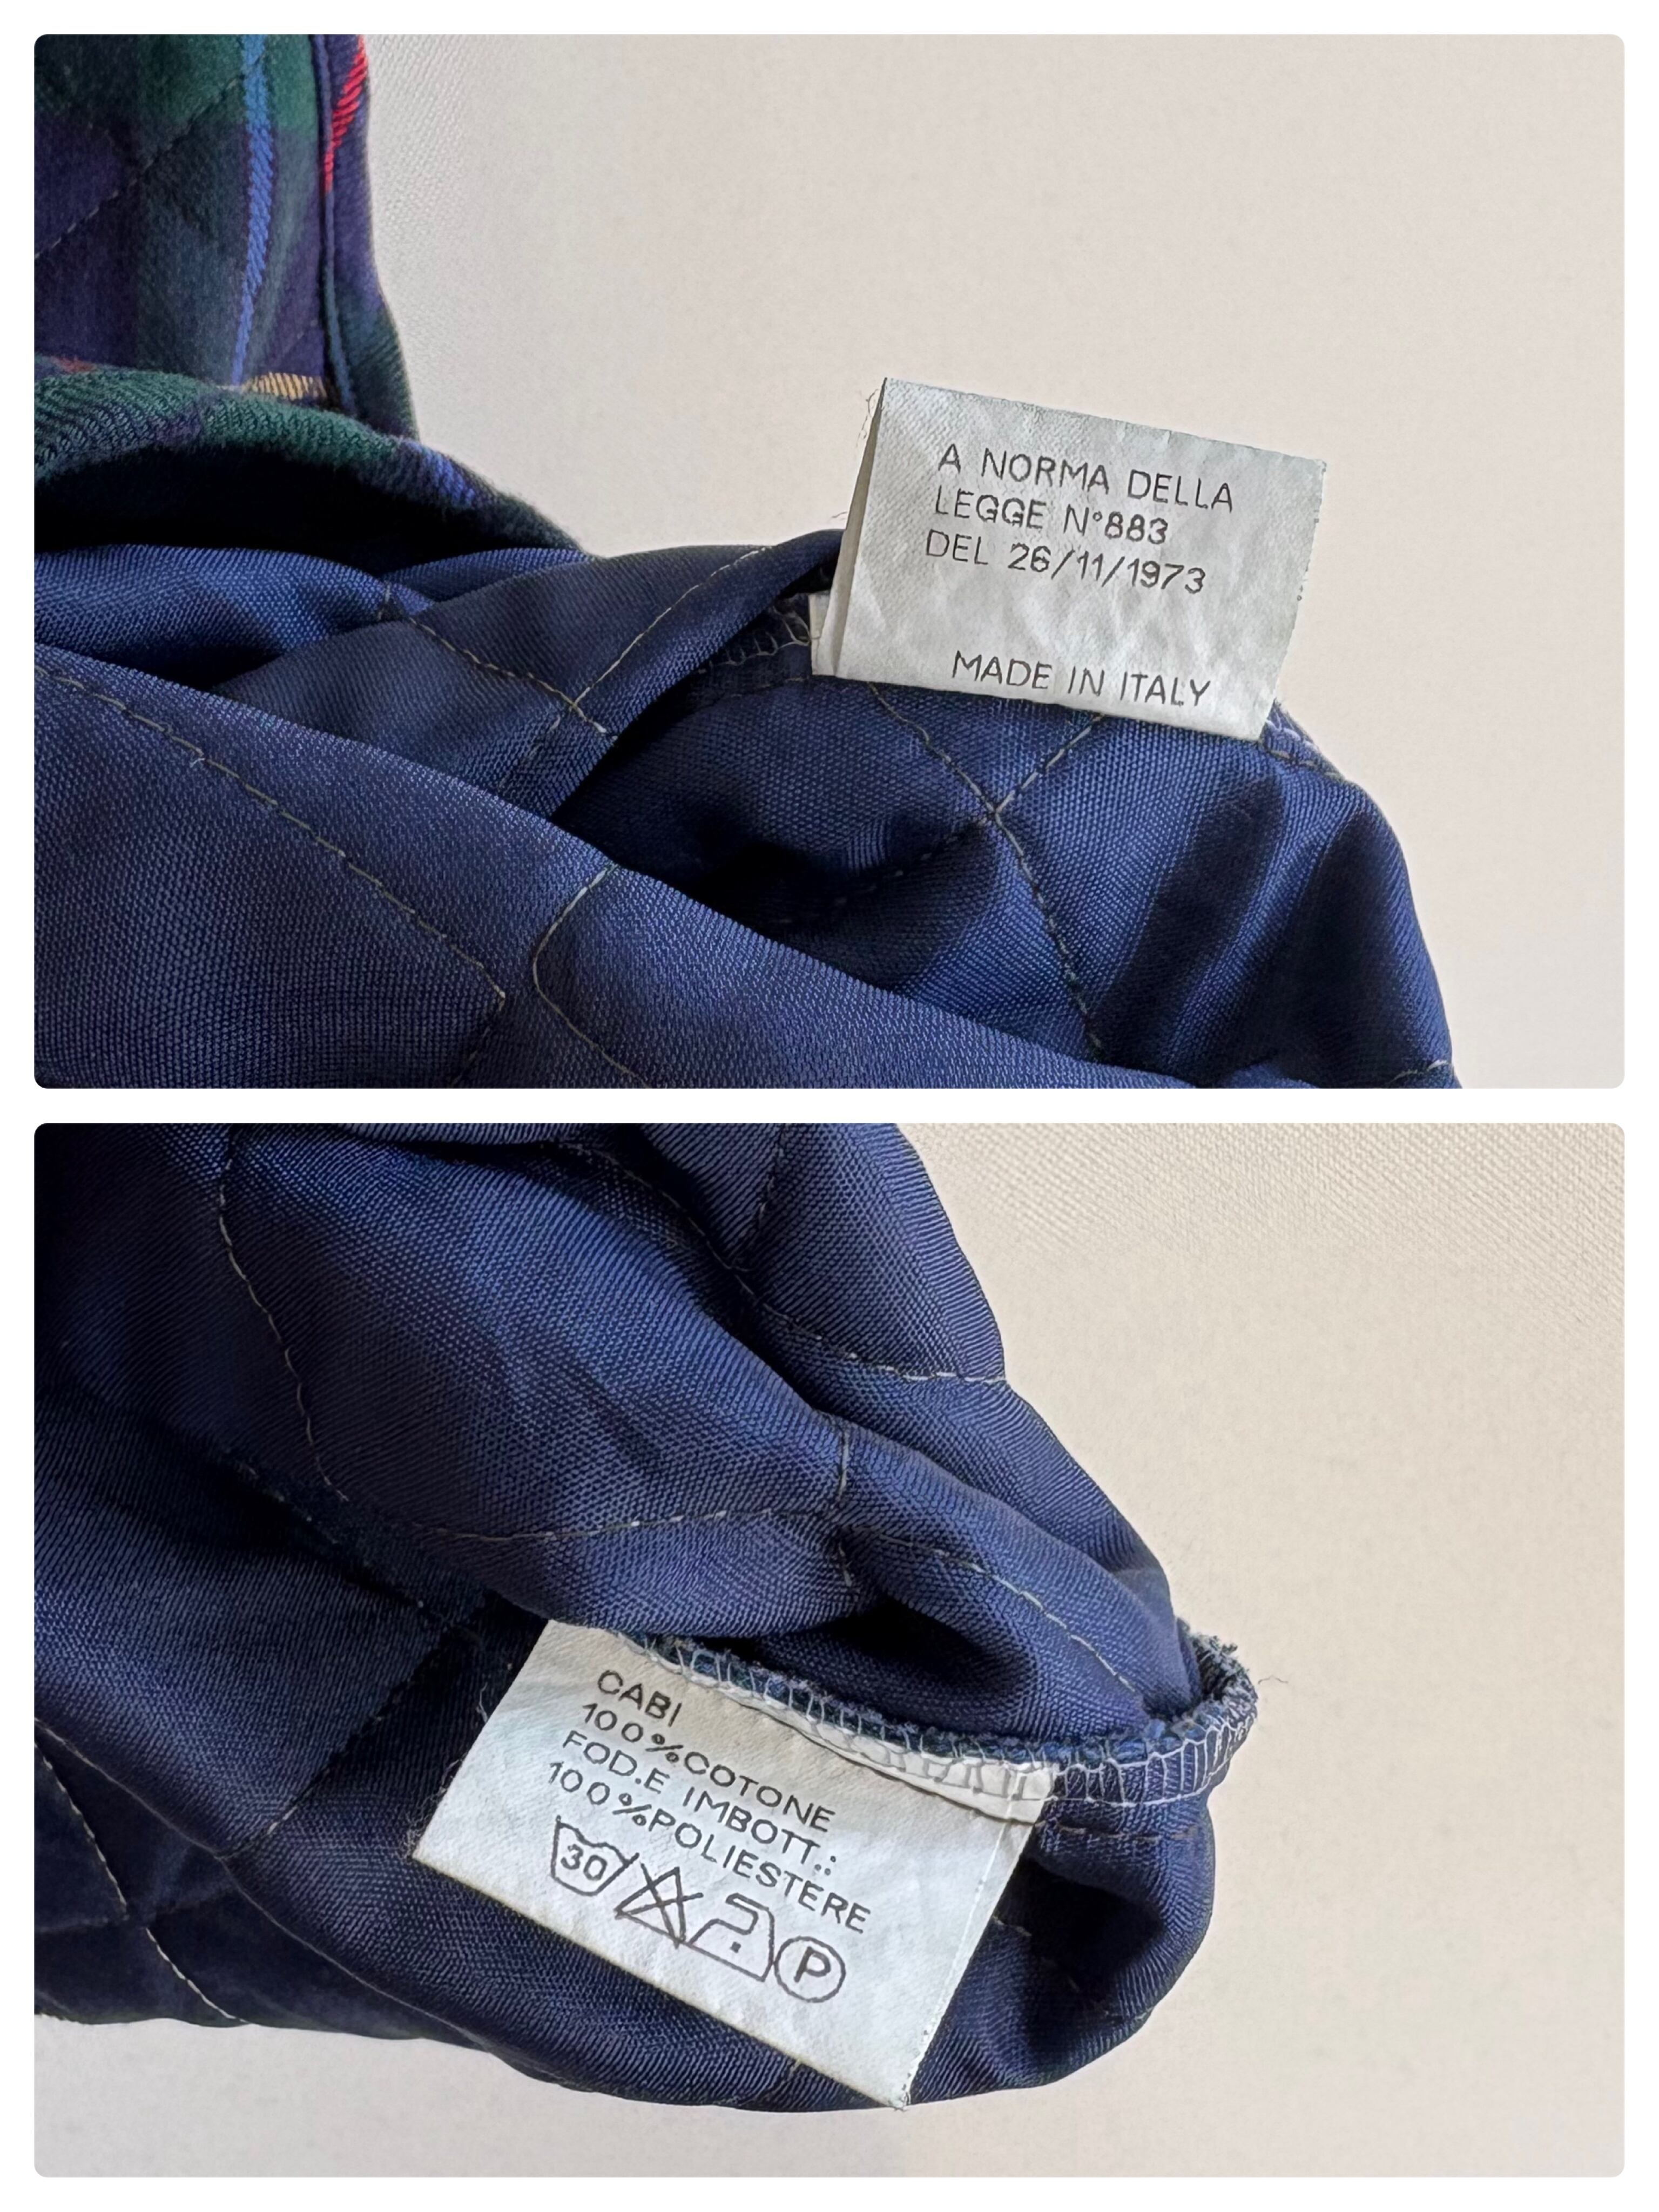 A NORMA DELLA
LEGGE N°883
DEL 26/11/1973
MADE IN ITALY
CABI
100%COTONE
FOD.E IMBOTT.:
100%POLIESTERE
30 P